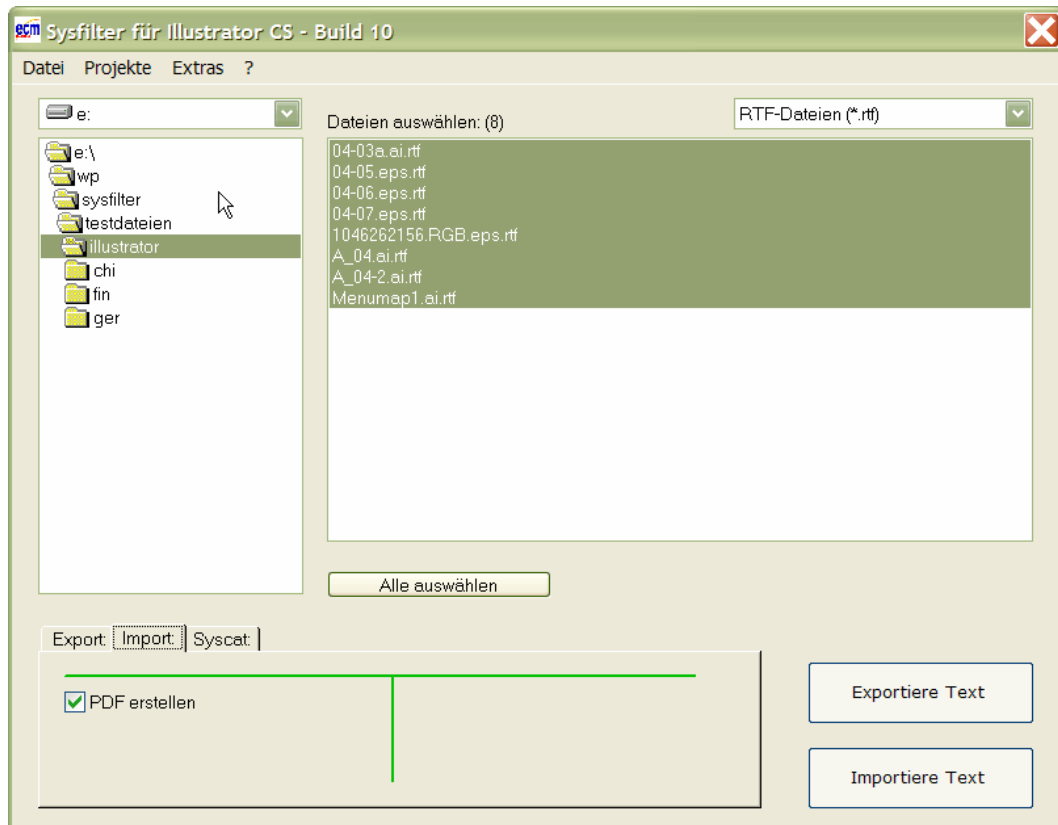 ecm Sysfilter für Illustrator CS - Build 10
Datei Projekte Extras ?
e:
Dateien auswählen: (8)
RTF-Dateien (*.rtf)
e:\
wp
sysfilter
testdateien
illustrator
chi
fin
ger
04-03a.ai.rtf
04-05.eps.rtf
04-06.eps.rtf
04-07.eps.rtf
1046262156.RGB.eps.rtf
A_04.ai.rtf
A_04-2.ai.rtf
Menumap1.ai.rtf
Alle auswählen
Export: Import: Syscat:
PDF erstellen
Exportiere Text
Importiere Text